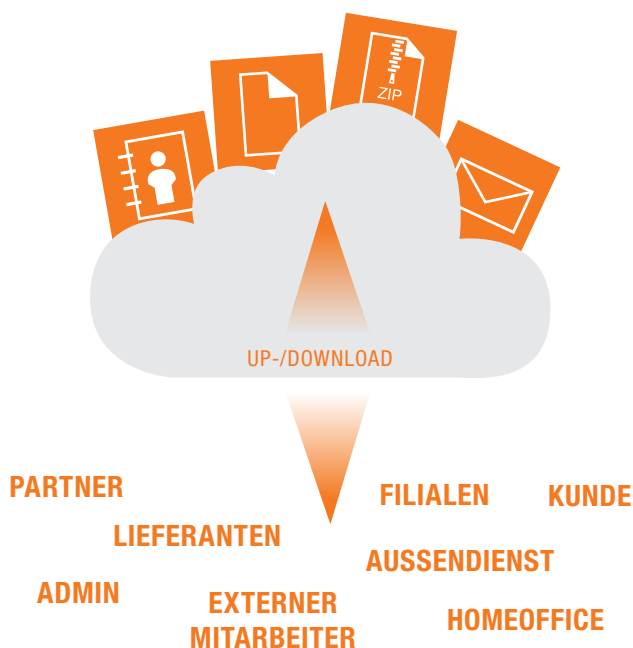 ZIP
UP-/DOWNLOAD
PARTNER
FILIALEN
KUNDE
LIEFERANTEN
AUSSENDIENST
ADMIN
EXTERNER
MITARBEITER
HOMEOFFICE